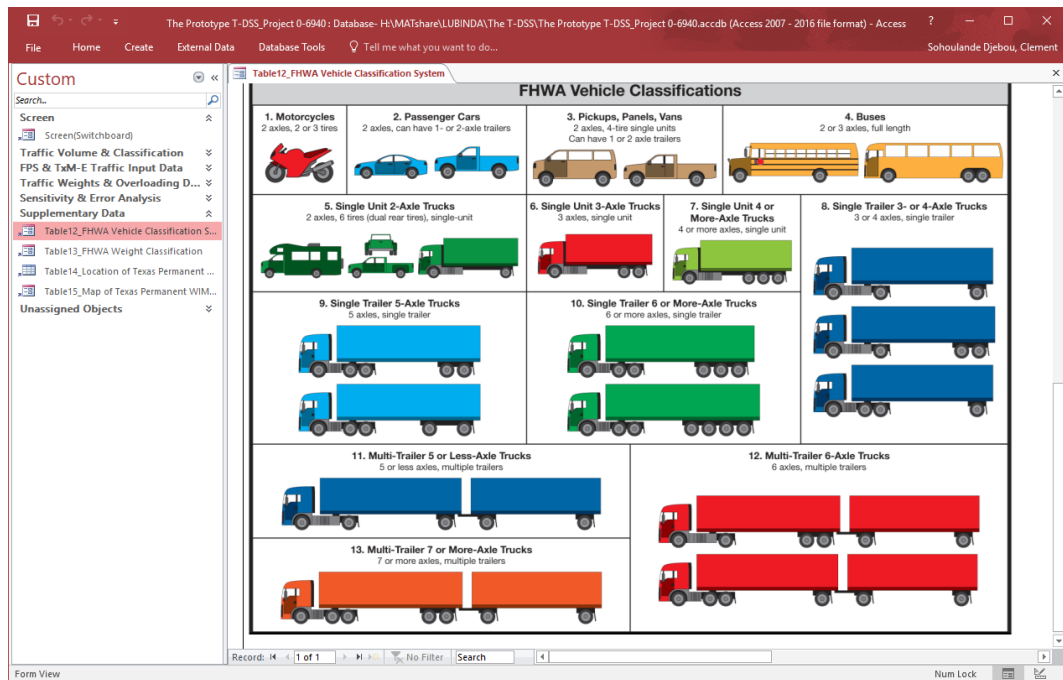 The Prototype T-DSS_Project 0-6940 : Database- H:\MATshare\LUBINDA\The T-DSS\The Prototype T-DSS_Project 0-6940.accdb (Access 2007 - 2016 file format) - Access
?
File Home Create External Data Database Tools Tell me what you want to do...
Sohoulande Djebou, Clement
Custom
Search...
Screen
Screen(Switchboard)
Traffic Volume & Classification
FPS & TxM-E Traffic Input Data
Traffic Weights & Overloading D...
Sensitivity & Error Analysis
Supplementary Data
Table12_FHWA Vehicle Classification S...
Table13_FHWA Weight Classification
Table14_Location of Texas Permanent ...
Table15_Map of Texas Permanent WIM...
Unassigned Objects
Table12_FHWA Vehicle Classification System
FHWA Vehicle Classifications
1. Motorcycles
2 axles, 2 or 3 tires
2. Passenger Cars
2 axles, can have 1- or 2-axle trailers
3. Pickups, Panels, Vans
2 axles, 4-tire single units
Can have 1 or 2 axle trailers
4. Buses
2 or 3 axles, full length
5. Single Unit 2-Axle Trucks
2 axles, 6 tires (dual rear tires), single-unit
6. Single Unit 3-Axle Trucks
3 axles, single unit
7. Single Unit 4 or
More-Axle Trucks
4 or more axles, single unit
8. Single Trailer 3- or 4-Axle Trucks
3 or 4 axles, single trailer
9. Single Trailer 5-Axle Trucks
5 axles, single trailer
10. Single Trailer 6 or More-Axle Trucks
6 or more axles, single trailer
11. Multi-Trailer 5 or Less-Axle Trucks
5 or less axles, multiple trailers
12. Multi-Trailer 6-Axle Trucks
6 axles, multiple trailers
13. Multi-Trailer 7 or More-Axle Trucks
7 or more axles, multiple trailers
Record: 1 of 1 No Filter Search
Form View
Num Lock